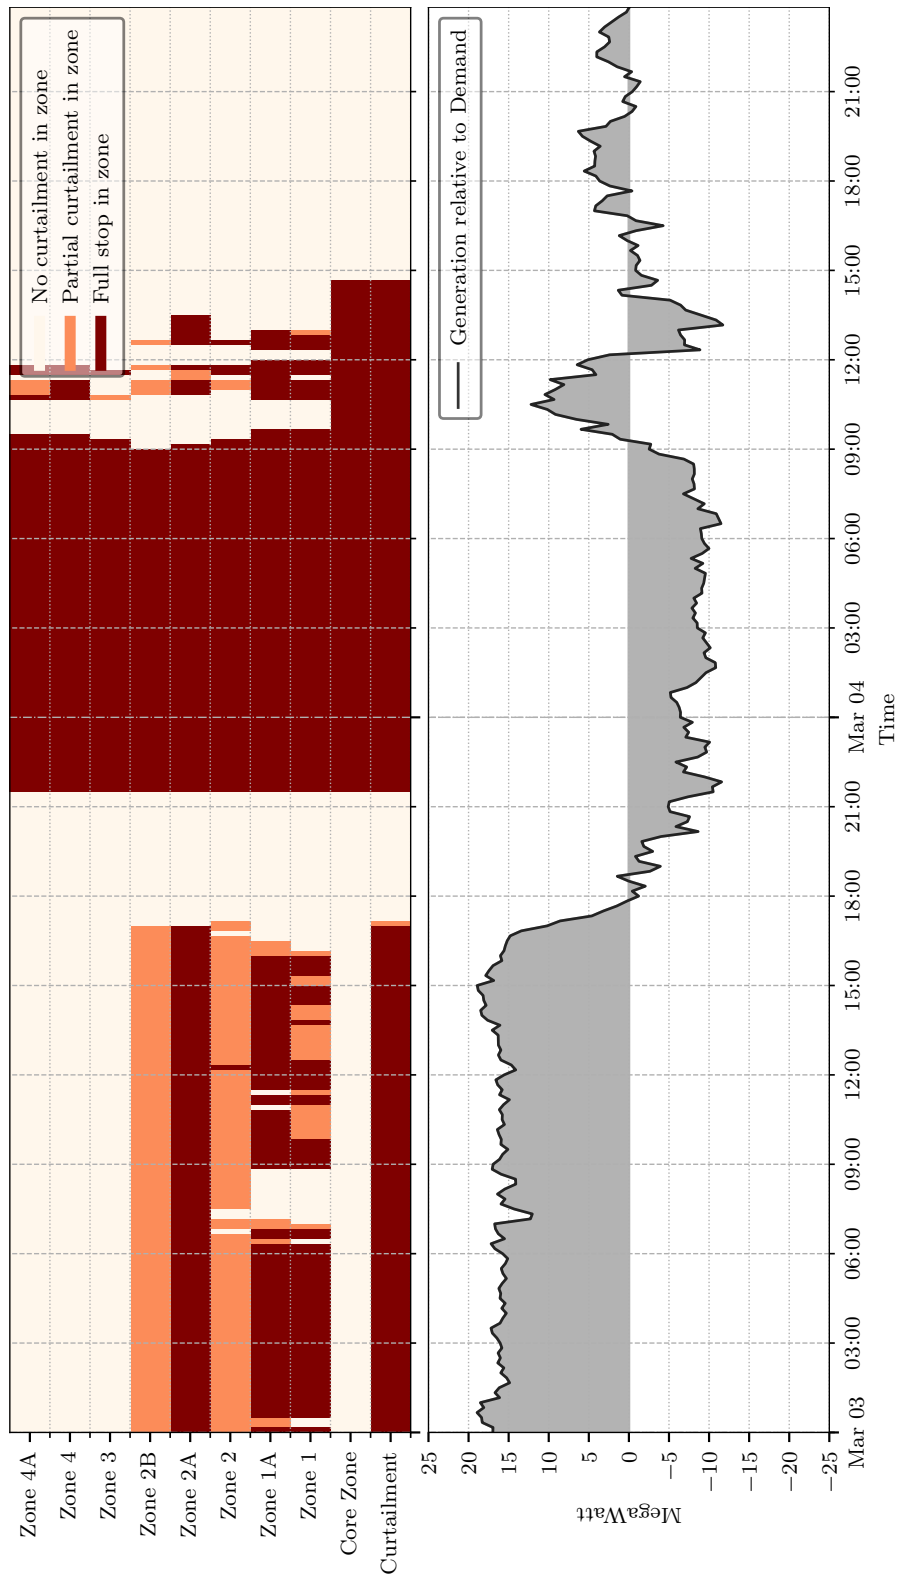 Zone 4A
Zone 4
Zone 3
Zone 2B
Zone 2A
Zone 2
Zone 1A
Zone 1
Core Zone
Curtailment
No curtailment in zone
Partial curtailment in zone
Full stop in zone
25
20
15
10
5
0
−5
−10
−15
−20
−25
MegaWatt
Generation relative to Demand
Mar 03
03:00
06:00
09:00
12:00
15:00
18:00
21:00
Mar 04
03:00
06:00
09:00
12:00
15:00
18:00
21:00
Time